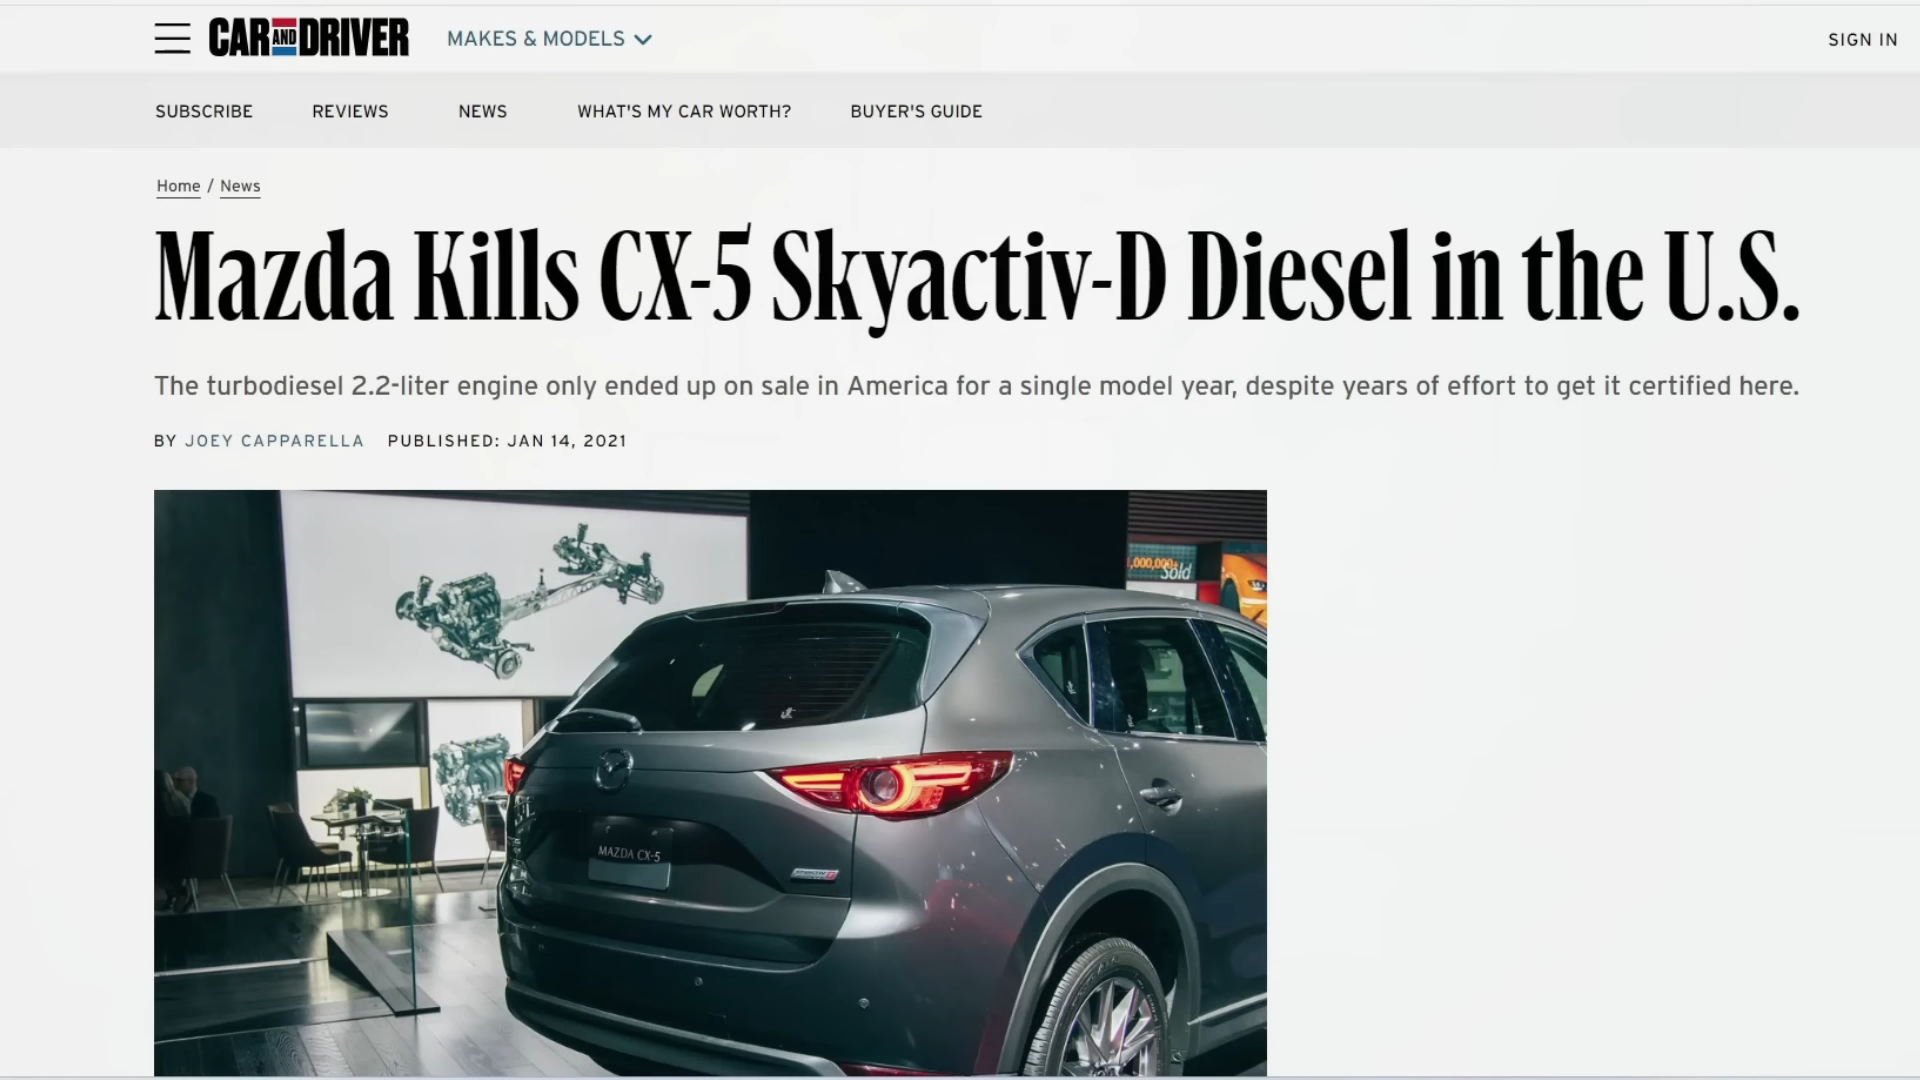 CAR AND DRIVER
MAKES & MODELS
SIGN IN
SUBSCRIBE REVIEWS NEWS WHAT'S MY CAR WORTH? BUYER'S GUIDE
Home / News
Mazda Kills CX-5 Skyactiv-D Diesel in the U.S.
The turbodiesel 2.2-liter engine only ended up on sale in America for a single model year, despite years of effort to get it certified here.
BY JOEY CAPPARELLA PUBLISHED: JAN 14, 2021
,000,000+
Sold
MAZDA CX-5